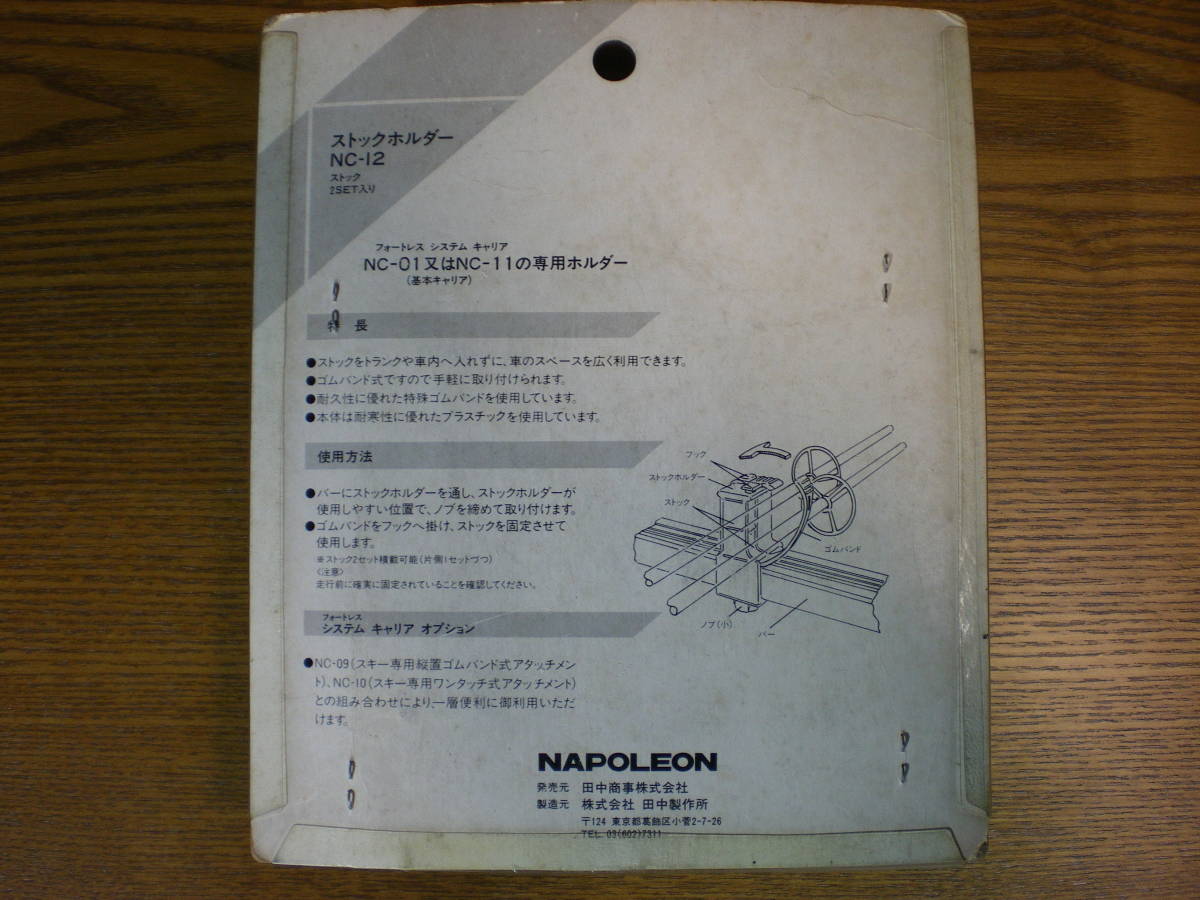 ストックホルダー
NC-12
ストック
2SET入り
フォートレス システム キャリア
NC-01又はNC-11の専用ホルダー
(基本キャリア)
特 長
●ストックをトランクや車内へ入れずに、車のスペースを広く利用できます。
●ゴムバンド式ですので手軽に取り付けられます。
●耐久性に優れた特殊ゴムバンドを使用しています。
●本体は耐寒性に優れたプラスチックを使用しています。
使用方法
●バーにストックホルダーを通し、ストックホルダーが
使用しやすい位置で、ノブを締めて取り付けます。
●ゴムバンドをフックへ掛け、ストックを固定させて
使用します。
※ストック2セット積載可能(片側1セットづつ)
〈注意〉
走行前に確実に固定されていることを確認してください。
フック
ストックホルダー
ストック
ゴムバンド
ノブ(小)
バー
フォートレス
システム キャリア オプション
●NC-09(スキー専用縦置ゴムバンド式アタッチメン
ト)、NC-10(スキー専用ワンタッチ式アタッチメント)
との組み合わせにより、一層便利に御利用いただ
けます。
NAPOLEON
発売元 田中商事株式会社
製造元 株式会社 田中製作所
〒124 東京都葛飾区小菅2-7-26
TEL 03(602)7311